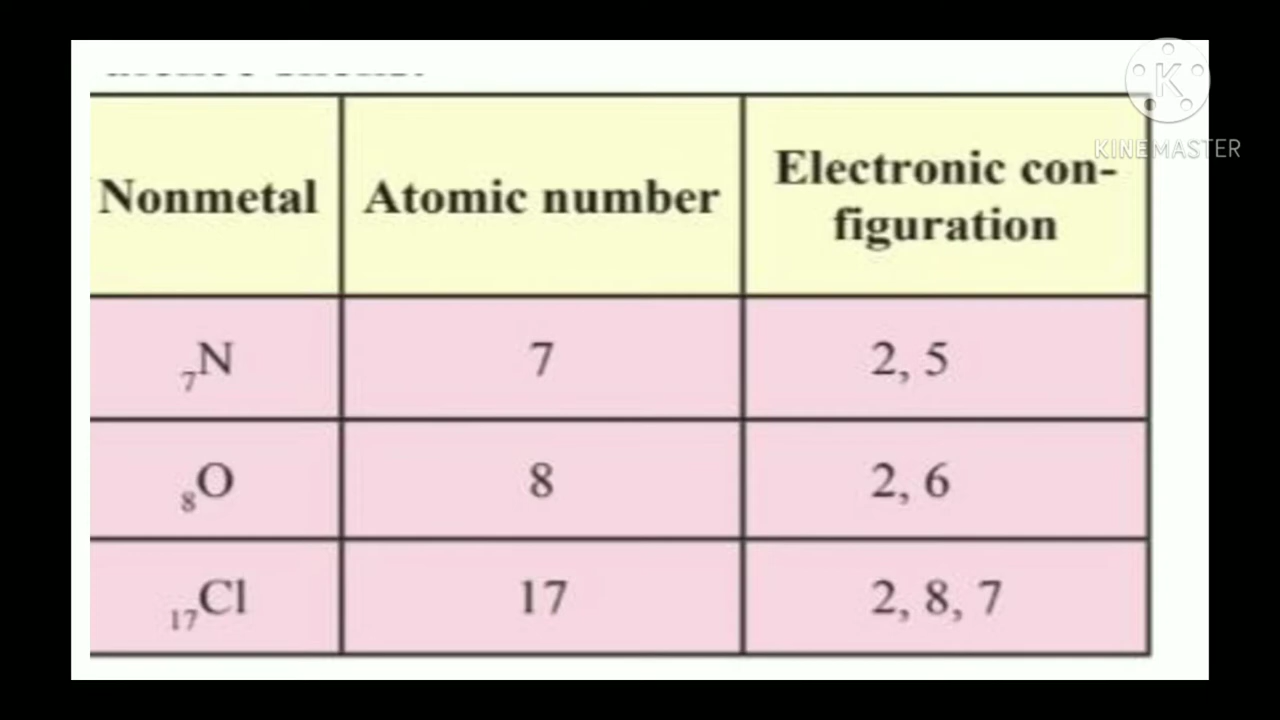 KINEMASTER
Nonmetal Atomic number Electronic con-
figuration
7N 7 2, 5
8O 8 2, 6
17Cl 17 2, 8, 7